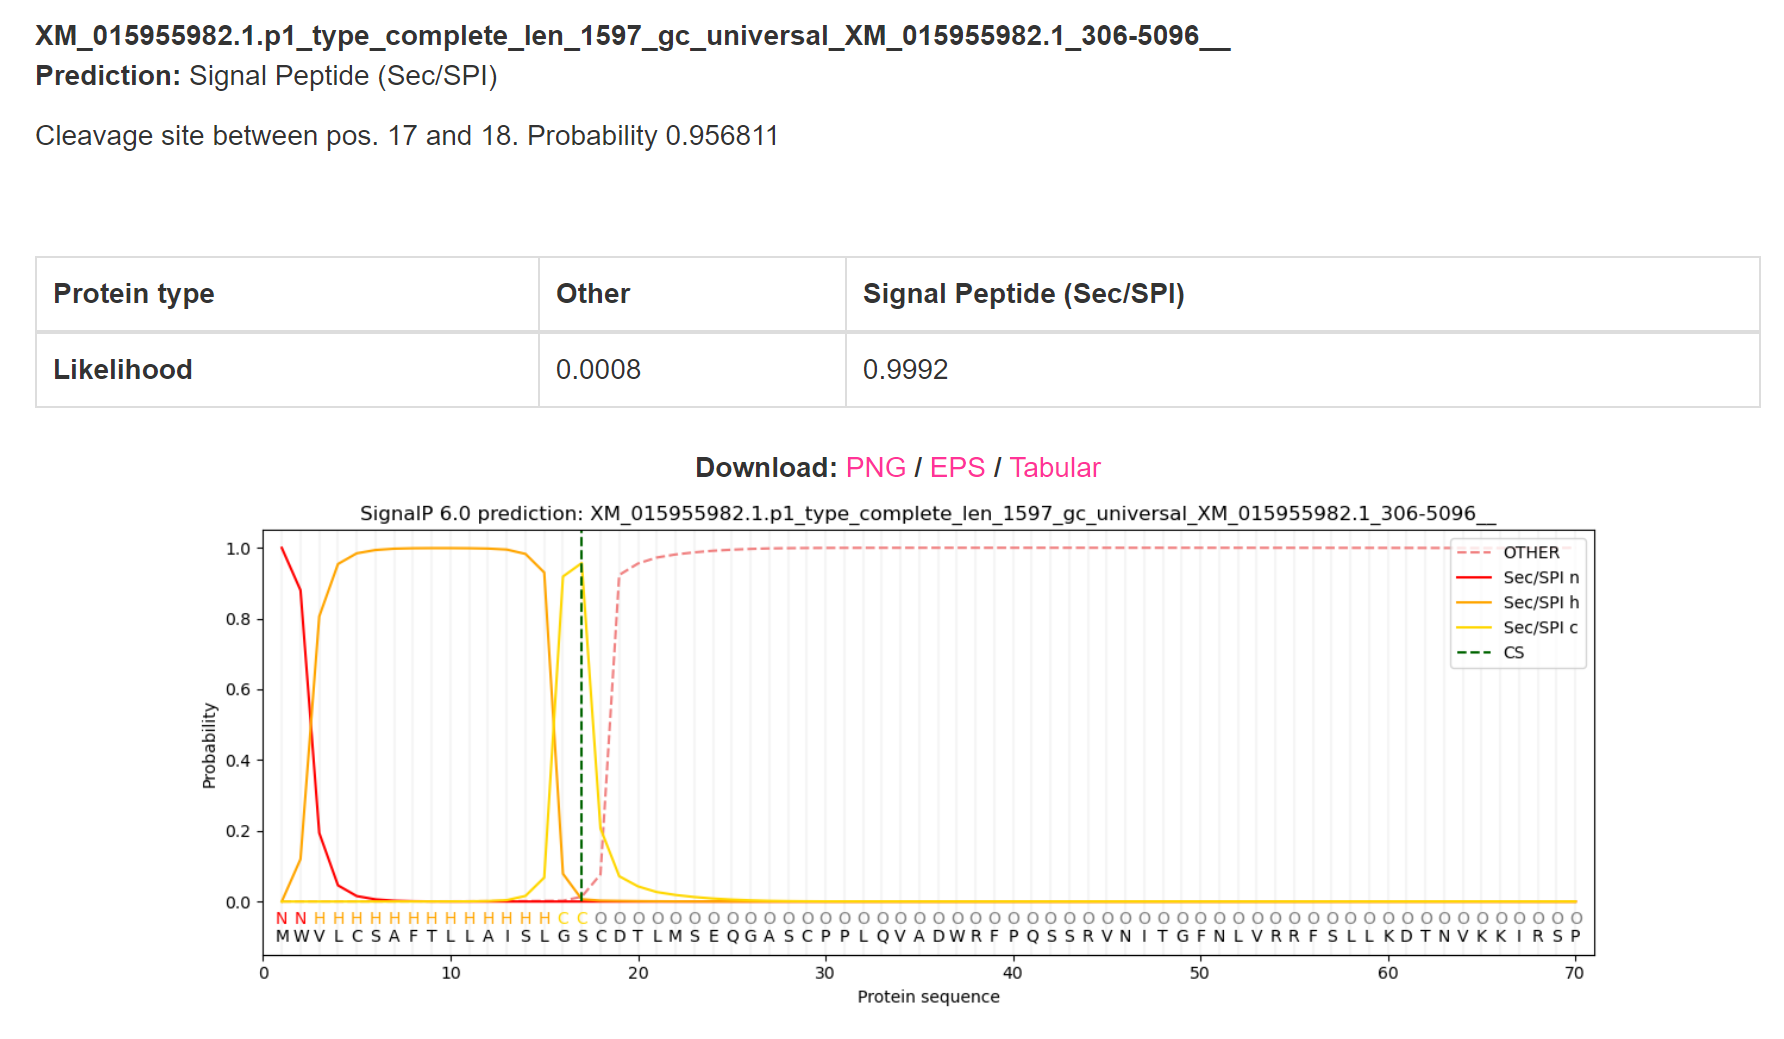 XM_015955982.1.p1_type_complete_len_1597_gc_universal_XM_015955982.1_306-5096__
Prediction: Signal Peptide (Sec/SPI)
Cleavage site between pos. 17 and 18. Probability 0.956811
Protein type Other Signal Peptide (Sec/SPI)
Likelihood 0.0008 0.9992
Download: PNG / EPS / Tabular
SignalP 6.0 prediction: XM_015955982.1.p1_type_complete_len_1597_gc_universal_XM_015955982.1_306-5096__
OTHER
Sec/SPI n
Sec/SPI h
Sec/SPI c
CS
1.0
0.8
0.6
0.4
0.2
0.0
Probability
N N H H H H H H H H H H H H H C C O O O O O O O O O O O O O O O O O O O O O O O O O O O O O O O O O O O O O O O O O O O O O O O O O O O O O
M W V L C S A F T L L A I S L G S C D T L M S E Q G A S C P P L Q V A D W R F P Q S S R V N I T G F N L V R R F S L L K D T N V K K I R S P
0 10 20 30 40 50 60 70
Protein sequence